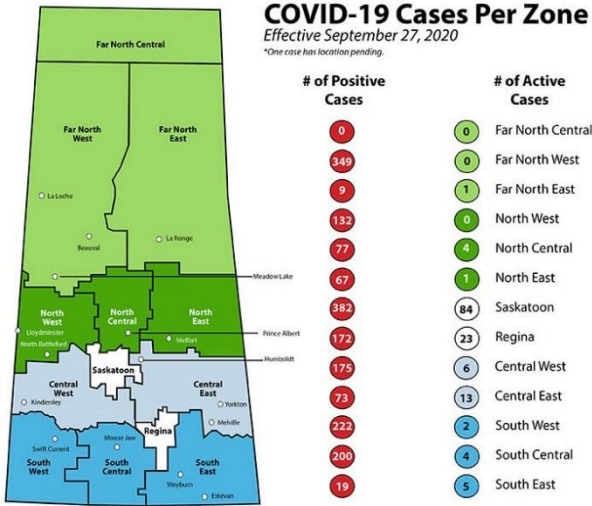 COVID-19 Cases Per Zone
Effective September 27, 2020
*One case has location pending.
# of Positive Cases
# of Active Cases
0 0 Far North Central
349 0 Far North West
9 1 Far North East
132 0 North West
77 4 North Central
67 1 North East
382 84 Saskatoon
172 23 Regina
175 6 Central West
73 13 Central East
222 2 South West
200 4 South Central
19 5 South East
Far North Central
Far North West
Far North East
La Loche
Beauval
La Ronge
Meadow Lake
North West
North Central
North East
Lloydminster
Prince Albert
North Battleford
Melfort
Humboldt
Saskatoon
Central West
Central East
Kindersley
Yorkton
Melville
Regina
Swift Current
Moose Jaw
South West
South Central
South East
Weyburn
Estevan